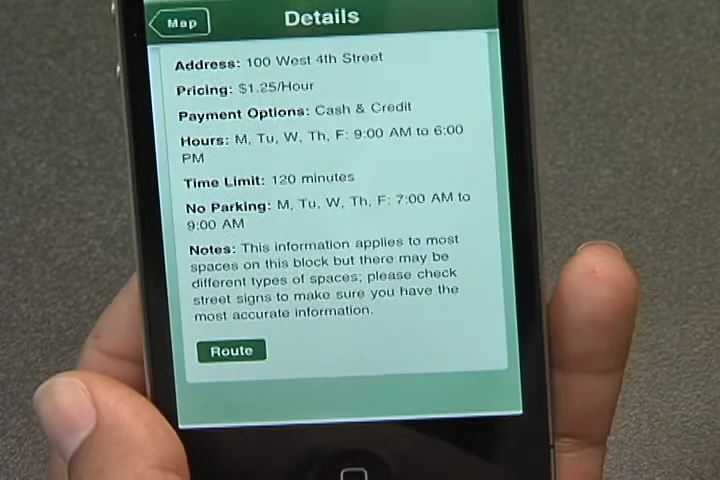 Map
Details
Address: 100 West 4th Street
Pricing: $1.25/Hour
Payment Options: Cash & Credit
Hours: M, Tu, W, Th, F: 9:00 AM to 6:00
PM
Time Limit: 120 minutes
No Parking: M, Tu, W, Th, F: 7:00 AM to
9:00 AM
Notes: This information applies to most
spaces on this block but there may be
different types of spaces; please check
street signs to make sure you have the
most accurate information.
Route